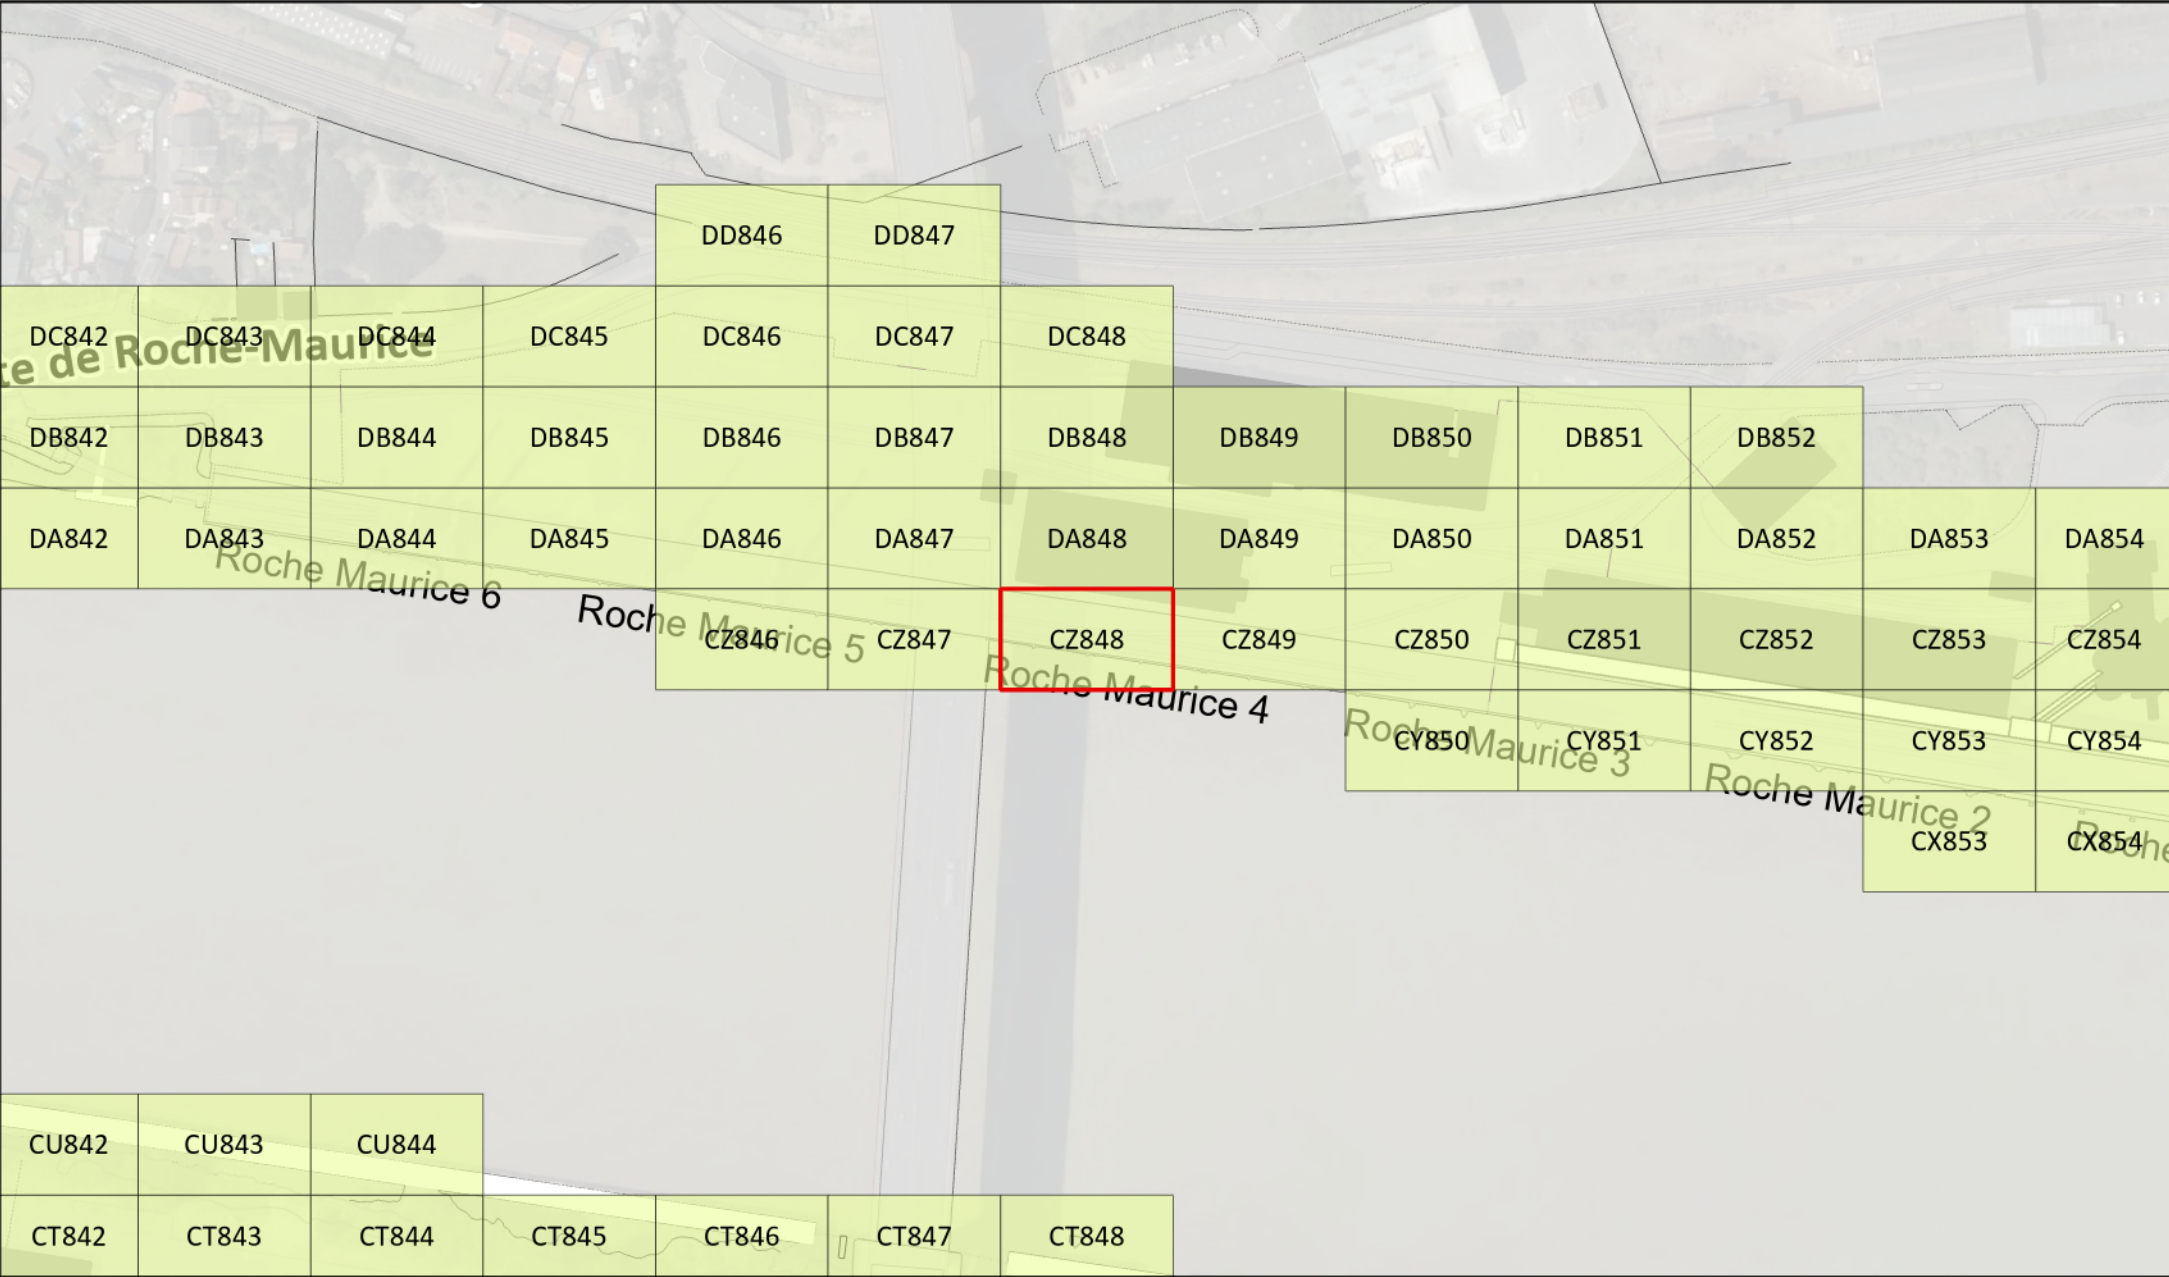 DD846 DD847
DC842 DC843 DC844 DC845 DC846 DC847 DC848
te de Roche-Maurice
DB842 DB843 DB844 DB845 DB846 DB847 DB848 DB849 DB850 DB851 DB852
DA842 DA843 DA844 DA845 DA846 DA847 DA848 DA849 DA850 DA851 DA852 DA853 DA854
Roche Maurice 6
Roche Maurice 5
CZ846 CZ847 CZ848 CZ849 CZ850 CZ851 CZ852 CZ853 CZ854
Roche Maurice 4
Roche Maurice 3
CY850 CY851 CY852 CY853 CY854
Roche Maurice 2
Roche
CX853 CX854
CU842 CU843 CU844
CT842 CT843 CT844 CT845 CT846 CT847 CT848